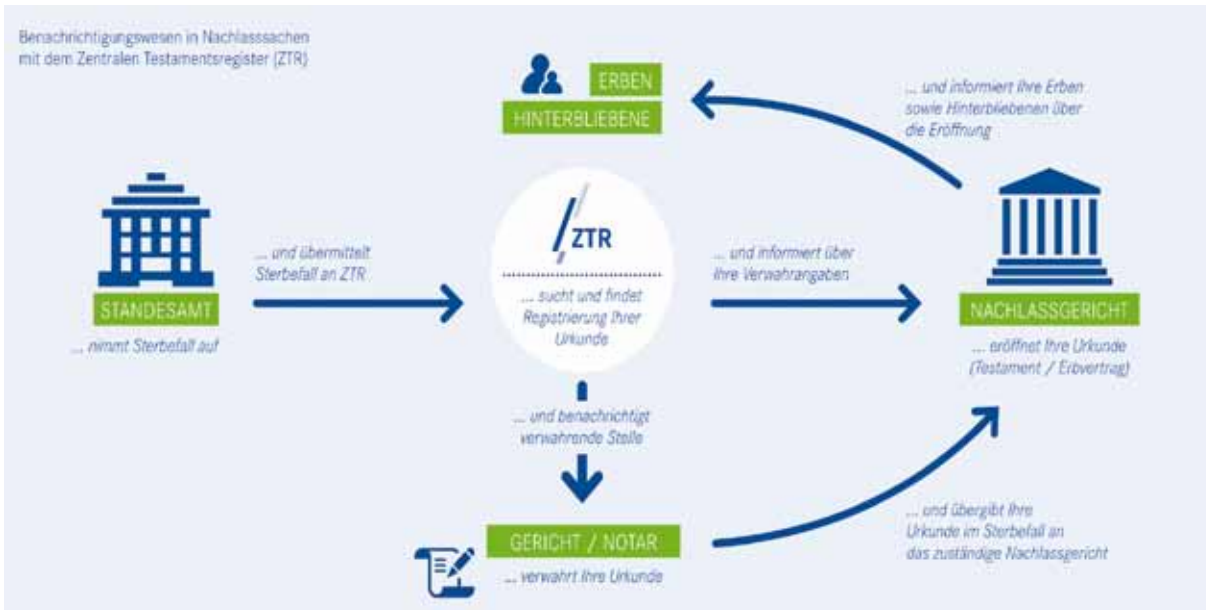 Benachrichtigungswesen in Nachlasssachen
mit dem Zentralen Testamentsregister (ZTR)
ERBEN
HINTERBLIEBENE
... und informiert Ihre Erben
sowie Hinterbliebenen über
die Eröffnung
STANDESAMT
... nimmt Sterbefall auf
... und übermittelt
Sterbefall an ZTR
ZTR
... sucht und findet
Registrierung Ihrer
Urkunde
... und informiert über
Ihre Verwahrangaben
NACHLASSGERICHT
... eröffnet Ihre Urkunde
(Testament / Erbvertrag)
... und benachrichtigt
verwahrende Stelle
GERICHT / NOTAR
... verwahrt Ihre Urkunde
... und übergibt Ihre
Urkunde im Sterbefall an
das zuständige Nachlassgericht